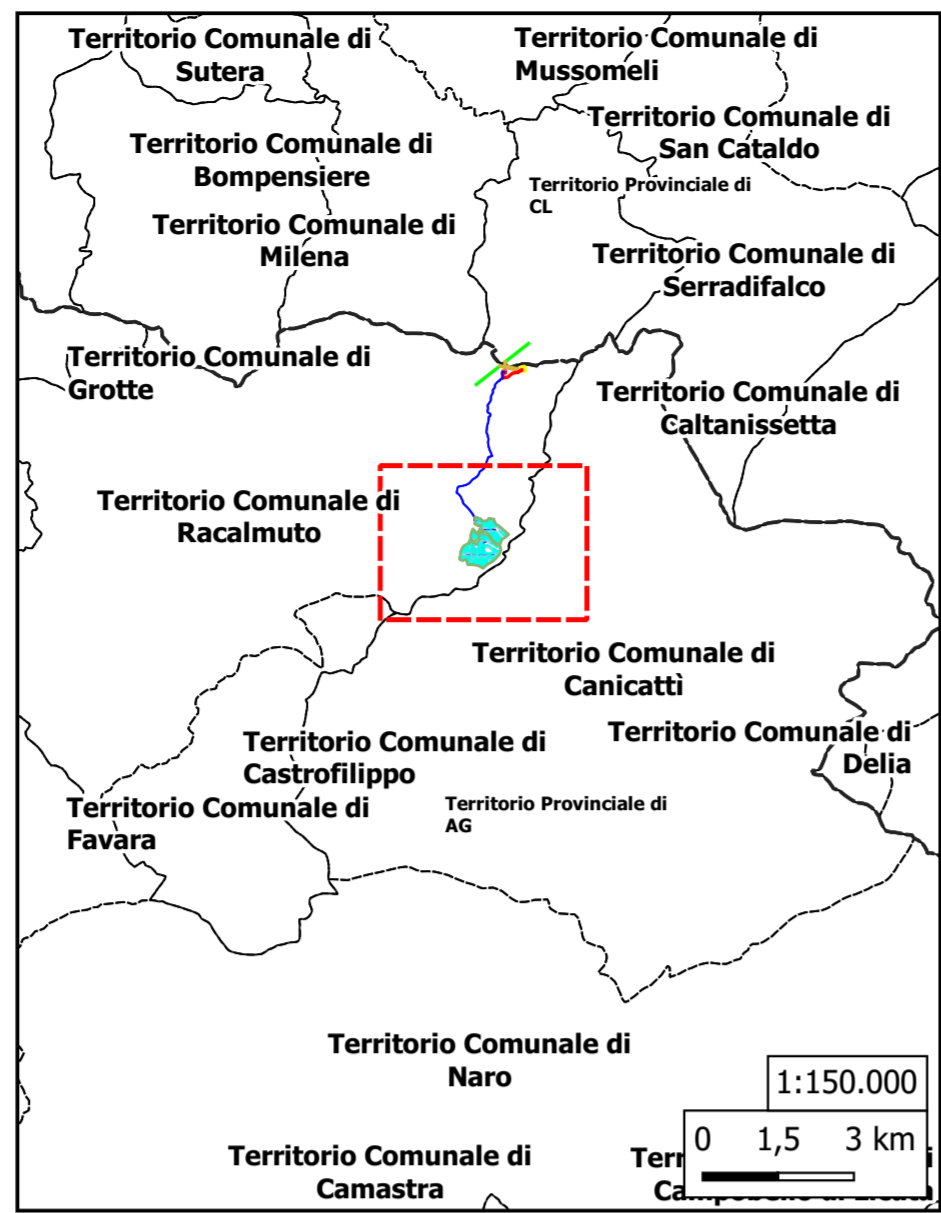 Territorio Comunale di
Sutera
Territorio Comunale di
Mussomeli
Territorio Comunale di
San Cataldo
Territorio Comunale di
Bompensiere
Territorio Provinciale di
CL
Territorio Comunale di
Milena
Territorio Comunale di
Serradifalco
Territorio Comunale di
Grotte
Territorio Comunale di
Caltanissetta
Territorio Comunale di
Racalmuto
Territorio Comunale di
Canicattì
Territorio Comunale di
Delia
Territorio Comunale di
Castrofilippo
Territorio Comunale di
Favara
Territorio Provinciale di
AG
Territorio Comunale di
Naro
1:150.000
0 1,5 3 km
Territorio Comunale di
Camastra